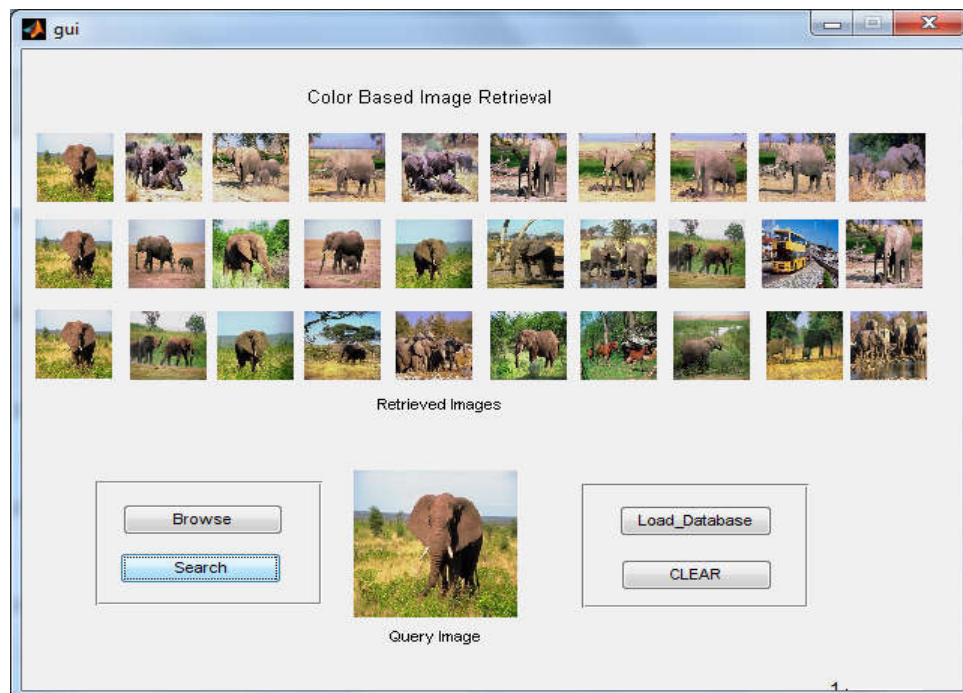 gui
Color Based Image Retrieval
Retrieved Images
Browse
Search
Load_Database
CLEAR
Query Image